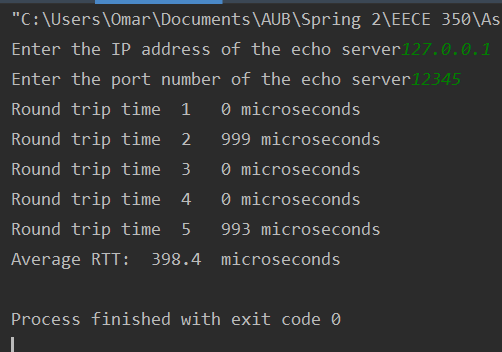 "C:\Users\Omar\Documents\AUB\Spring 2\EECE 350\As
Enter the IP address of the echo server127.0.0.1
Enter the port number of the echo server12345
Round trip time  1   0 microseconds
Round trip time  2   999 microseconds
Round trip time  3   0 microseconds
Round trip time  4   0 microseconds
Round trip time  5   993 microseconds
Average RTT:  398.4  microseconds
Process finished with exit code 0